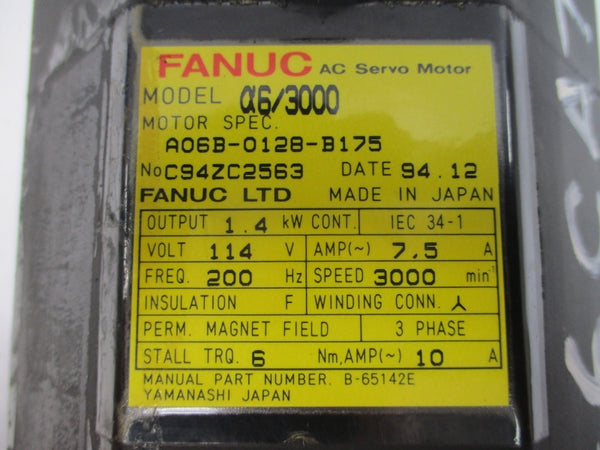 FANUC AC Servo Motor
MODEL α6/3000
MOTOR SPEC.
A06B-0128-B175
No C94ZC2563 DATE 94.12
FANUC LTD MADE IN JAPAN
OUTPUT 1.4 kW CONT. IEC 34-1
VOLT 114 V AMP(~) 7.5 A
FREQ. 200 Hz SPEED 3000 min⁻¹
INSULATION F WINDING CONN.
PERM. MAGNET FIELD 3 PHASE
STALL TRQ. 6 Nm, AMP(~) 10 A
MANUAL PART NUMBER. B-65142E
YAMANASHI JAPAN